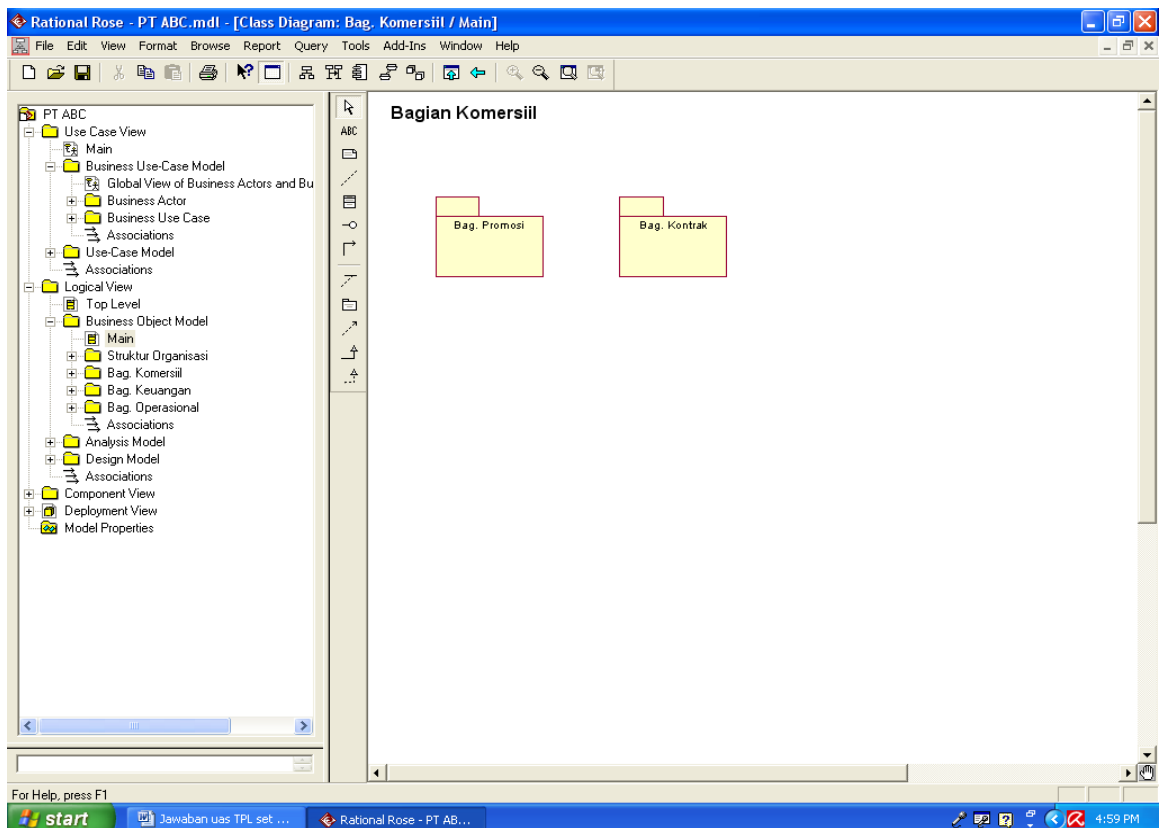 Rational Rose - PT ABC.mdl - [Class Diagram: Bag. Komersiil / Main]
File Edit View Format Browse Report Query Tools Add-Ins Window Help
PT ABC
Use Case View
Main
Business Use-Case Model
Global View of Business Actors and Bu
Business Actor
Business Use Case
Associations
Use-Case Model
Associations
Logical View
Top Level
Business Object Model
Main
Struktur Organisasi
Bag. Komersiil
Bag. Keuangan
Bag. Operasional
Associations
Analysis Model
Design Model
Associations
Component View
Deployment View
Model Properties
ABC
Bagian Komersiil
Bag. Promosi
Bag. Kontrak
For Help, press F1
start
Jawaban uas TPL set ...
Rational Rose - PT AB...
4:59 PM